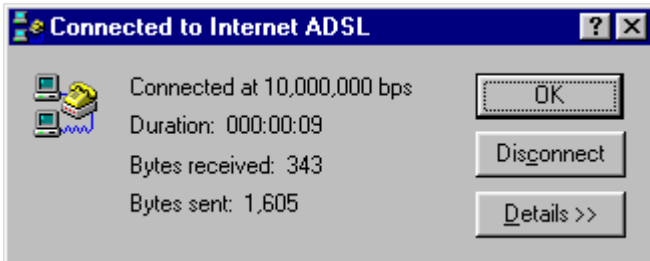 Connected to Internet ADSL
? X
Connected at 10,000,000 bps
Duration: 000:00:09
Bytes received: 343
Bytes sent: 1,605
OK
Disconnect
Details >>